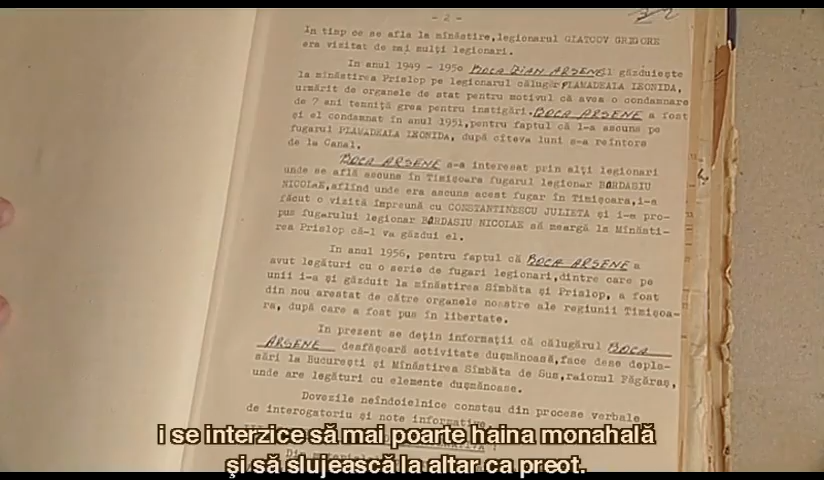 - 2 -
In timp ce se afla la mînăstire, legionarul GLATCOV GRIGORE
era vizitat de mai mulţi legionari.
In anul 1949 - 1950 BOCA ZIAN ARSENE îl găzduieşte
la mînăstirea Prislop pe legionarul călugăr PLAMADEALA LEONIDA,
urmărit de organele de stat pentru motivul că avea o condamnare
de 7 ani temniţă grea pentru instigări. BOCA ARSENE a fost
şi el condamnat în anul 1951, pentru faptul că l-a ascuns pe
fugarul PLAMADEALA LEONIDA, după cîteva luni s-a reîntors
de la Canal.
BOCA ARSENE s-a interesat prin alţi legionari
unde se află ascuns în Timişoara fugarul legionar BORDASIU
NICOLAE, aflînd unde era ascuns acest fugar în Timişoara, i-a
făcut o vizită împreună cu CONSTANTINESCU JULIETA şi i-a pro-
pus fugarului legionar BORDASIU NICOLAE să meargă la Mînăsti-
rea Prislop că-l va găzdui el.
In anul 1956, pentru faptul că BOCA ARSENE a
avut legături cu o serie de fugari legionari, dintre care pe
unii i-a şi găzduit la mînăstirea Sîmbăta şi Prislop, a fost
din nou arestat de către organele noastre ale regiunii Timişoa-
ra, după care a fost pus în libertate.
In prezent se deţin informaţii că călugărul BOCA
ARSENE desfăşoară activitate duşmănoasă, face dese depla-
sări la Bucureşti şi Mînăstirea Sîmbăta de Sus, raionul Făgăraş,
unde are legături cu elemente duşmănoase.
Dovezile neîndoielnice constau din procese verbale
de interogatoriu şi note informative.
i se interzice să mai poarte haina monahală
şi să slujească la altar ca preot.